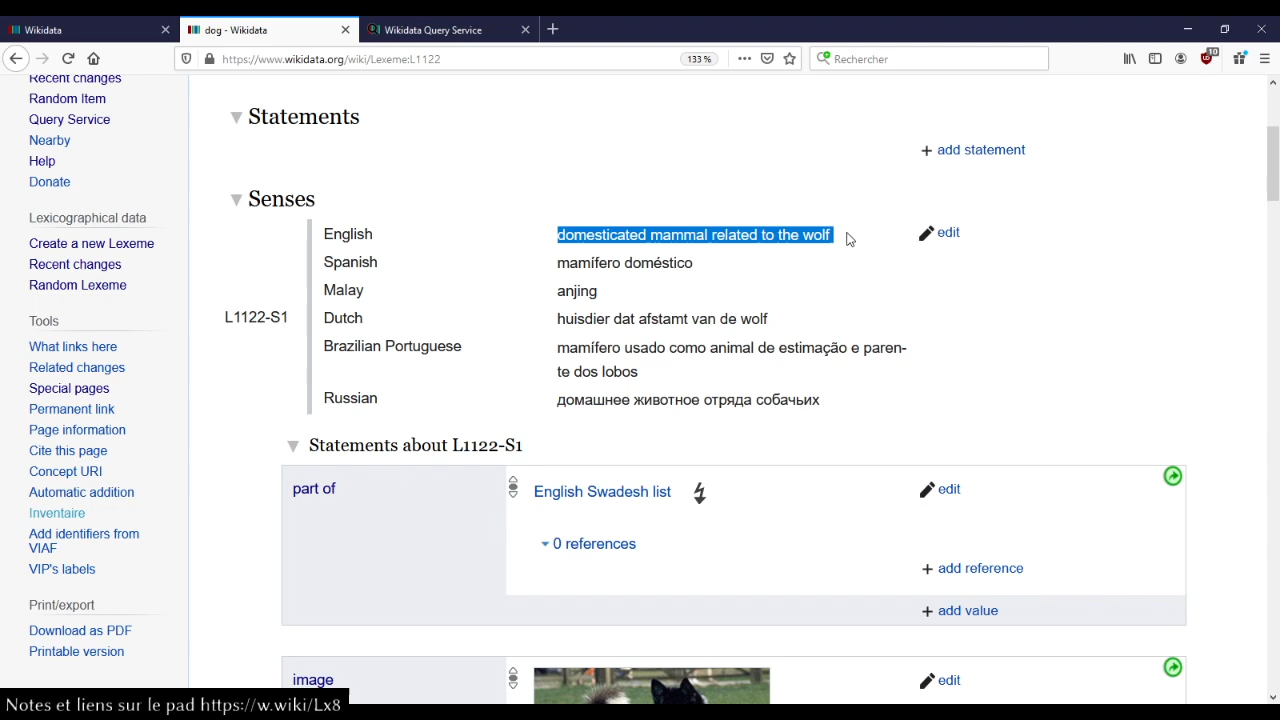 Wikidata
dog - Wikidata
Wikidata Query Service
https://www.wikidata.org/wiki/Lexeme:L1122
133 %
Rechercher
10
Recent changes
Random Item
Query Service
Nearby
Help
Donate
Lexicographical data
Create a new Lexeme
Recent changes
Random Lexeme
Tools
What links here
Related changes
Special pages
Permanent link
Page information
Cite this page
Concept URI
Automatic addition
Inventaire
Add identifiers from
VIAF
VIP's labels
Print/export
Download as PDF
Printable version
Statements
+ add statement
Senses
L1122-S1
English domesticated mammal related to the wolf edit
Spanish mamífero doméstico
Malay anjing
Dutch huisdier dat afstamt van de wolf
Brazilian Portuguese mamífero usado como animal de estimação e paren-
te dos lobos
Russian домашнее животное отряда собачьих
Statements about L1122-S1
part of English Swadesh list edit
0 references
+ add reference
+ add value
image edit
Notes et liens sur le pad https://w.wiki/Lx8